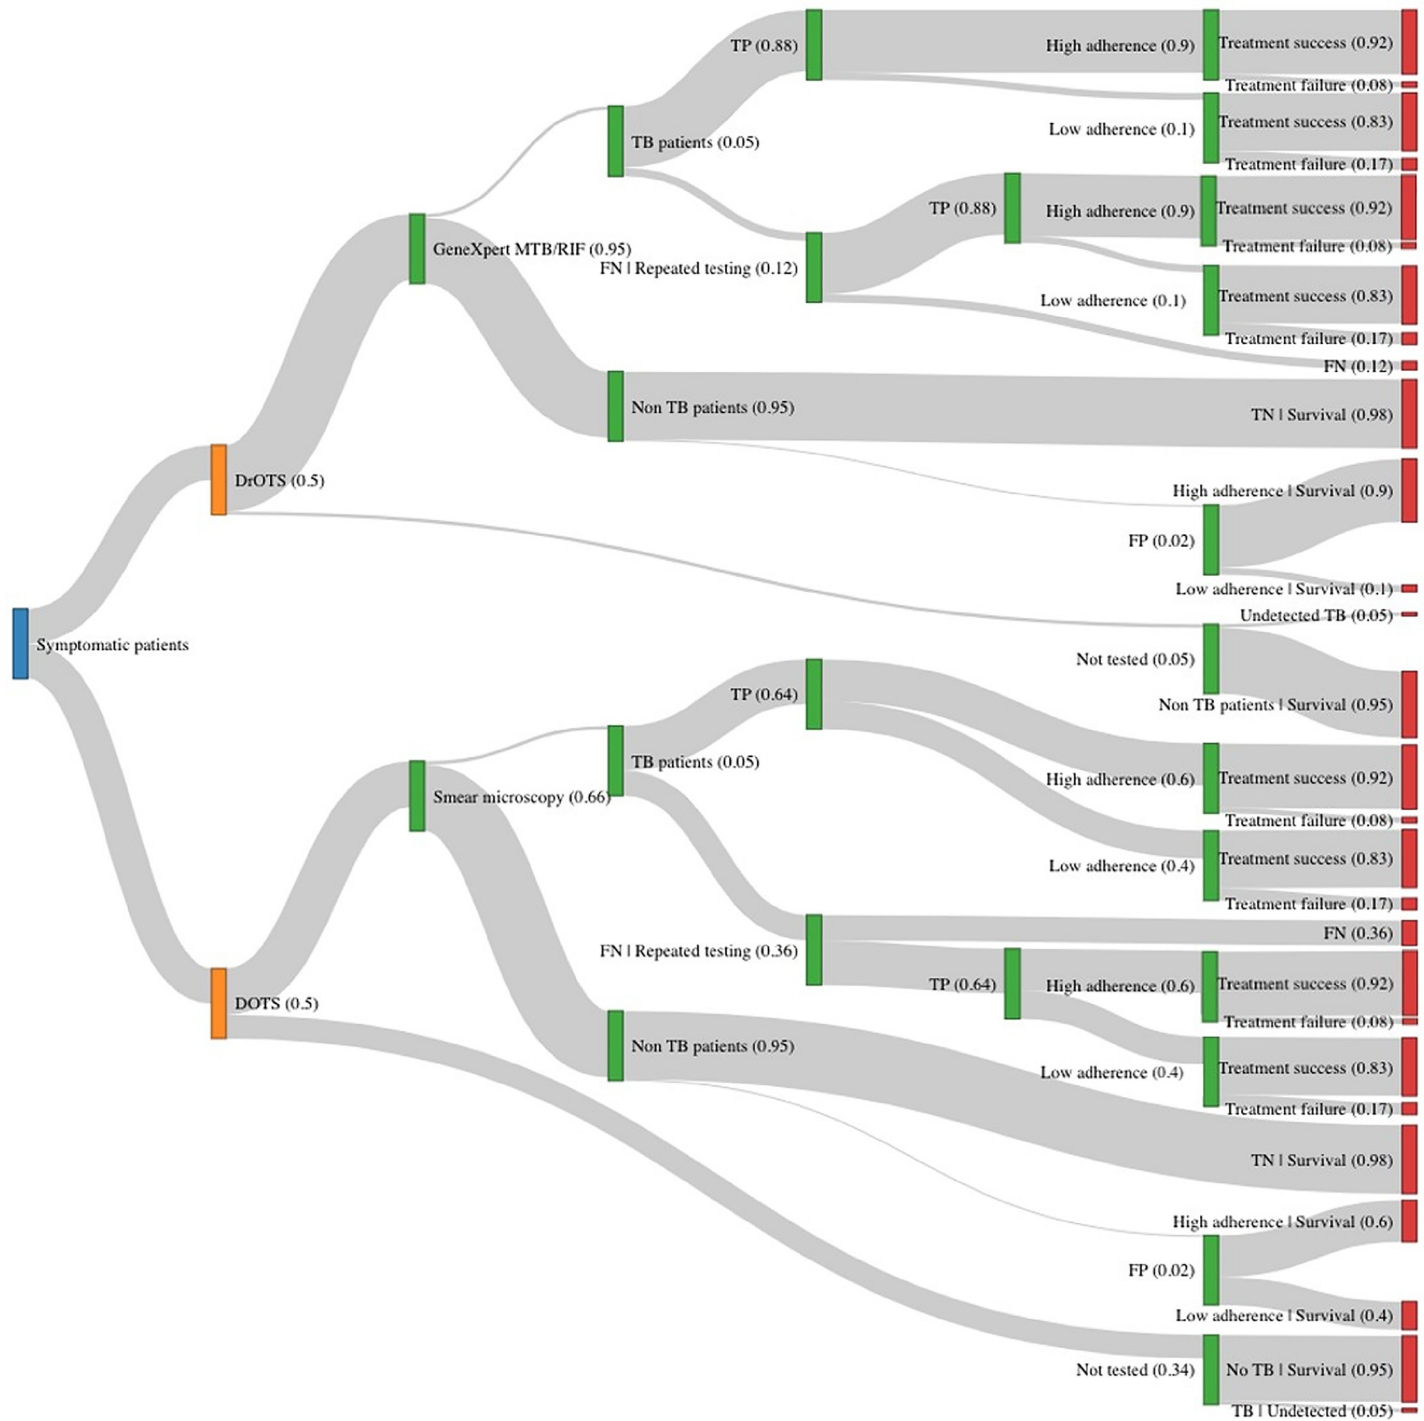 TP (0.88)
High adherence (0.9)
Treatment success (0.92)
Treatment failure (0.08)
Low adherence (0.1)
Treatment success (0.83)
TB patients (0.05)
Treatment failure (0.17)
TP (0.88)
High adherence (0.9)
Treatment success (0.92)
GeneXpert MTB/RIF (0.95)
Treatment failure (0.08)
FN | Repeated testing (0.12)
Low adherence (0.1)
Treatment success (0.83)
Treatment failure (0.17)
FN (0.12)
Non TB patients (0.95)
TN | Survival (0.98)
DrOTS (0.5)
High adherence | Survival (0.9)
FP (0.02)
Low adherence | Survival (0.1)
Undetected TB (0.05)
Symptomatic patients
Not tested (0.05)
TP (0.64)
Non TB patients | Survival (0.95)
TB patients (0.05)
High adherence (0.6)
Treatment success (0.92)
Smear microscopy (0.66)
Treatment failure (0.08)
Low adherence (0.4)
Treatment success (0.83)
Treatment failure (0.17)
FN (0.36)
FN | Repeated testing (0.36)
TP (0.64)
High adherence (0.6)
Treatment success (0.92)
DOTS (0.5)
Treatment failure (0.08)
Non TB patients (0.95)
Low adherence (0.4)
Treatment success (0.83)
Treatment failure (0.17)
TN | Survival (0.98)
High adherence | Survival (0.6)
FP (0.02)
Low adherence | Survival (0.4)
Not tested (0.34)
No TB | Survival (0.95)
TB | Undetected (0.05)